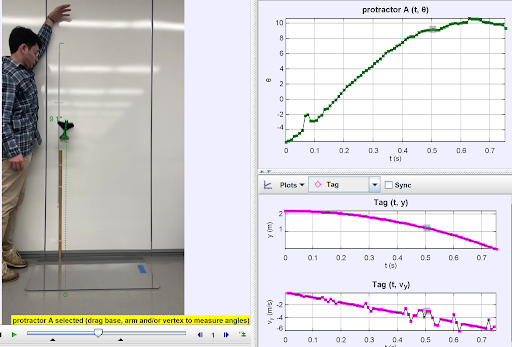 protractor A (t, θ)
10
8
6
4
2
0
-2
-4
θ
0 0.1 0.2 0.3 0.4 0.5 0.6 0.7
t (s)
Plots Tag Sync
Tag (t, y)
2
1
0
y (m)
0 0.1 0.2 0.3 0.4 0.5 0.6 0.7
t (s)
Tag (t, vy)
-2
-4
-6
vy (m/s)
0 0.1 0.2 0.3 0.4 0.5 0.6 0.7
protractor A selected (drag base, arm and/or vertex to measure angles)
1